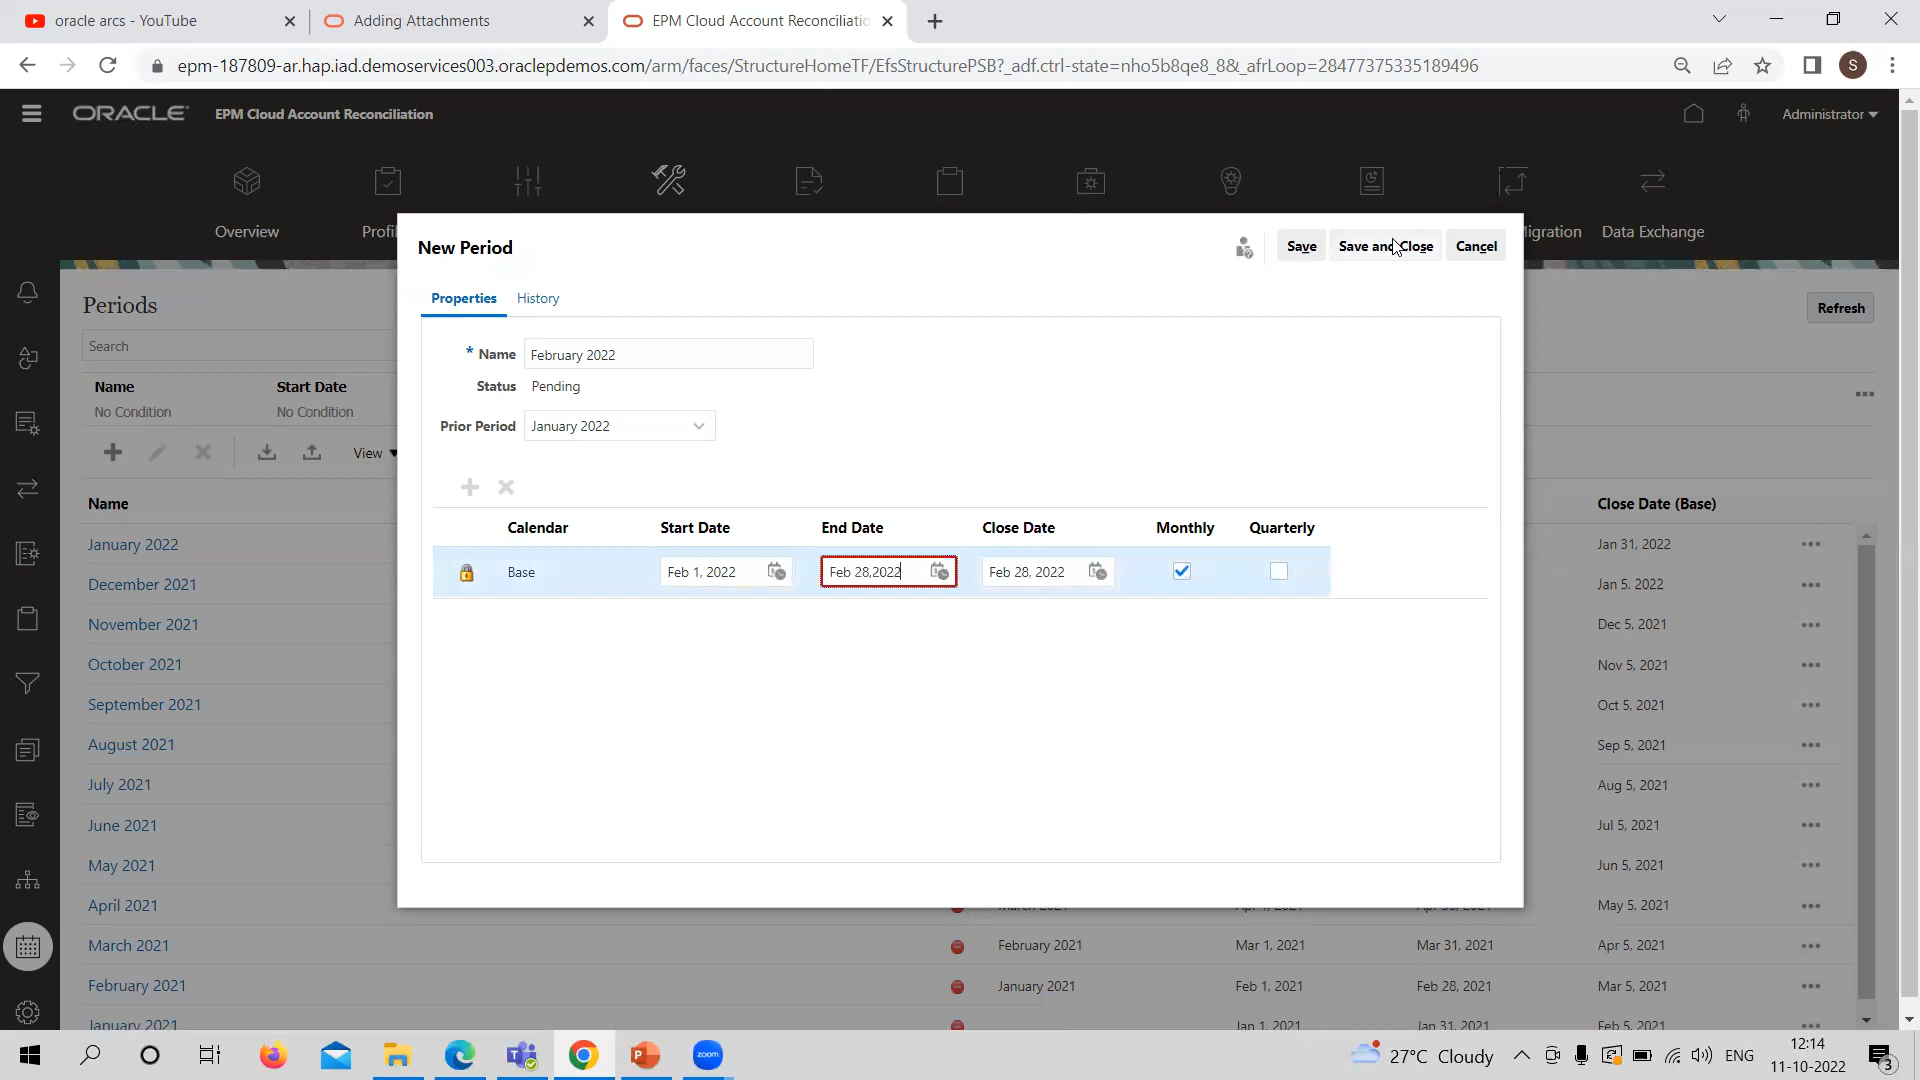 oracle arcs - YouTube
Adding Attachments
EPM Cloud Account Reconciliatio
epm-187809-ar.hap.iad.demoservices003.oraclepdemos.com/arm/faces/StructureHomeTF/EfsStructurePSB?_adf.ctrl-state=nho5b8qe8_8&_afrLoop=28477375335189496
S
ORACLE
EPM Cloud Account Reconciliation
Administrator
Overview
Profil
ligration
Data Exchange
New Period
Save
Save and Close
Cancel
Periods
Refresh
Properties
History
Search
* Name
February 2022
Name
Start Date
Status
Pending
No Condition
No Condition
Prior Period
January 2022
View
Name
Calendar
Start Date
End Date
Close Date
Monthly
Quarterly
Close Date (Base)
Base
Feb 1, 2022
Feb 28,2022
Feb 28, 2022
January 2022
Jan 31, 2022
December 2021
Jan 5, 2022
November 2021
Dec 5, 2021
October 2021
Nov 5, 2021
September 2021
Oct 5, 2021
August 2021
Sep 5, 2021
July 2021
Aug 5, 2021
June 2021
Jul 5, 2021
May 2021
Jun 5, 2021
April 2021
May 5, 2021
March 2021
February 2021
Mar 1, 2021
Mar 31, 2021
Apr 5, 2021
February 2021
January 2021
Feb 1, 2021
Feb 28, 2021
Mar 5, 2021
January 2021
Jan 1, 2021
Jan 31, 2021
Feb 5, 2021
zoom
27°C Cloudy
ENG
12:14
11-10-2022
3